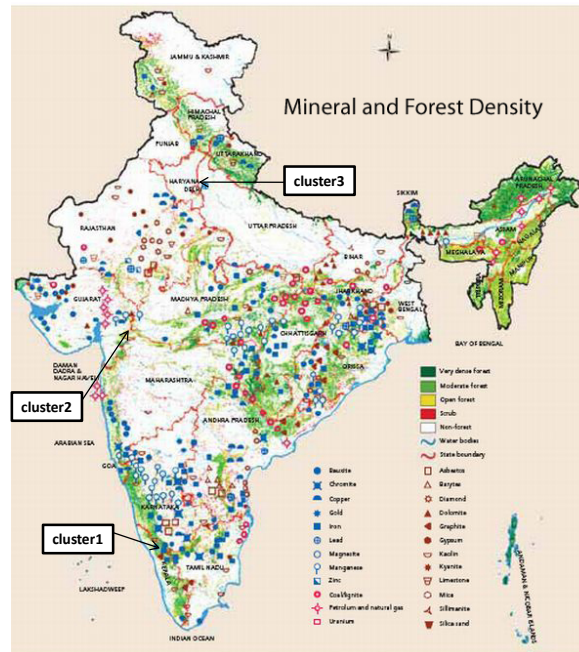 JAMMU & KASHMIR
Mineral and Forest Density
HIMACHAL
PRADESH
PUNJAB
UTTARAKHAND
HARYANA
DELHI
cluster3
ARUNACHAL
PRADESH
SIKKIM
RAJASTHAN
UTTAR PRADESH
ASSAM
NAGALAND
MEGHALAYA
BIHAR
MANIPUR
TRIPURA
MIZORAM
GUJARAT
MADHYA PRADESH
JHARKHAND
WEST
BENGAL
CHHATTISGARH
BAY OF BENGAL
DAMAN
DADRA &
NAGAR HAVELI
ORISSA
MAHARASHTRA
cluster2
ANDHRA PRADESH
ARABIAN SEA
GOA
KARNATAKA
cluster1
KERALA
TAMIL NADU
LAKSHADWEEP
INDIAN OCEAN
ANDAMAN & NICOBAR ISLANDS
Very dense forest
Moderate forest
Open forest
Scrub
Non-forest
Water bodies
State boundary
Bauxite
Chromite
Copper
Gold
Iron
Lead
Magnesite
Manganese
Zinc
Coal/lignite
Petroleum and natural gas
Uranium
Asbestos
Barytes
Diamond
Dolomite
Graphite
Gypsum
Kaolin
Kyanite
Limestone
Mica
Sillimanite
Silica sand